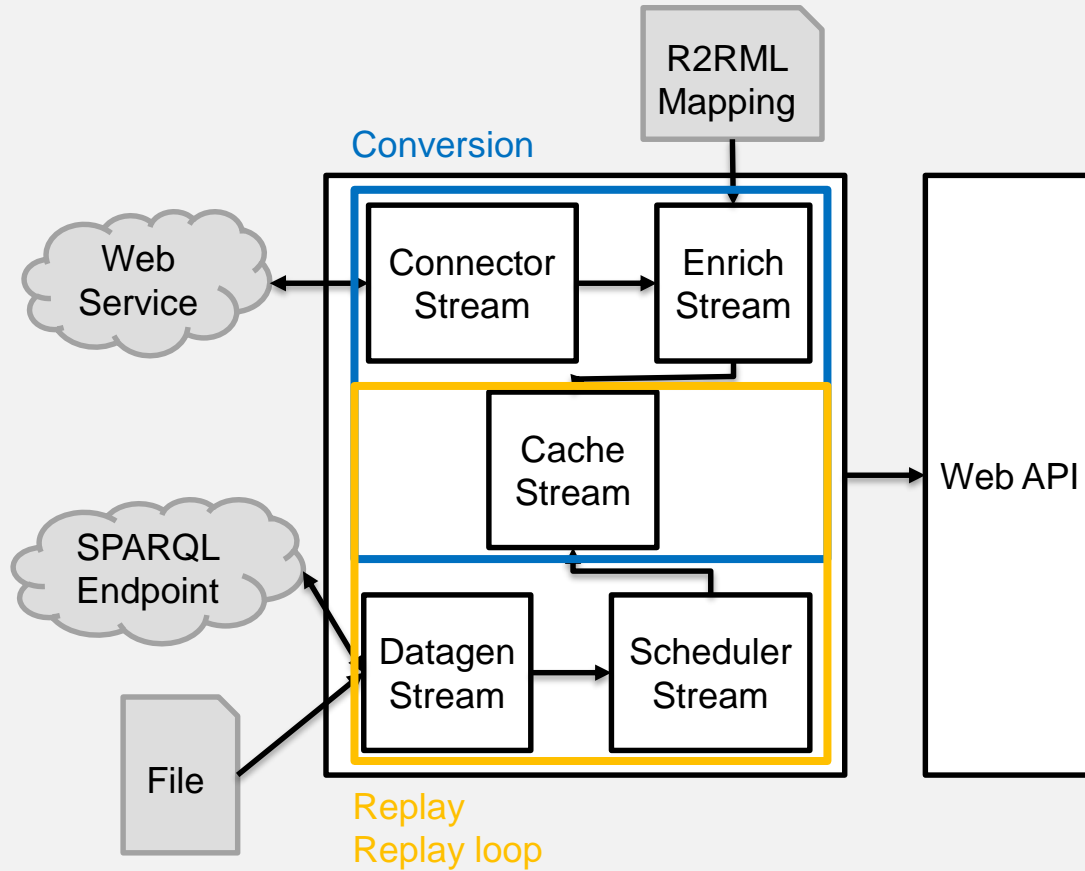 R2RML
Mapping
Conversion
Web
Service
Connector
Stream
Enrich
Stream
Cache
Stream
Web API
SPARQL
Endpoint
Datagen
Stream
Scheduler
Stream
File
Replay
Replay loop